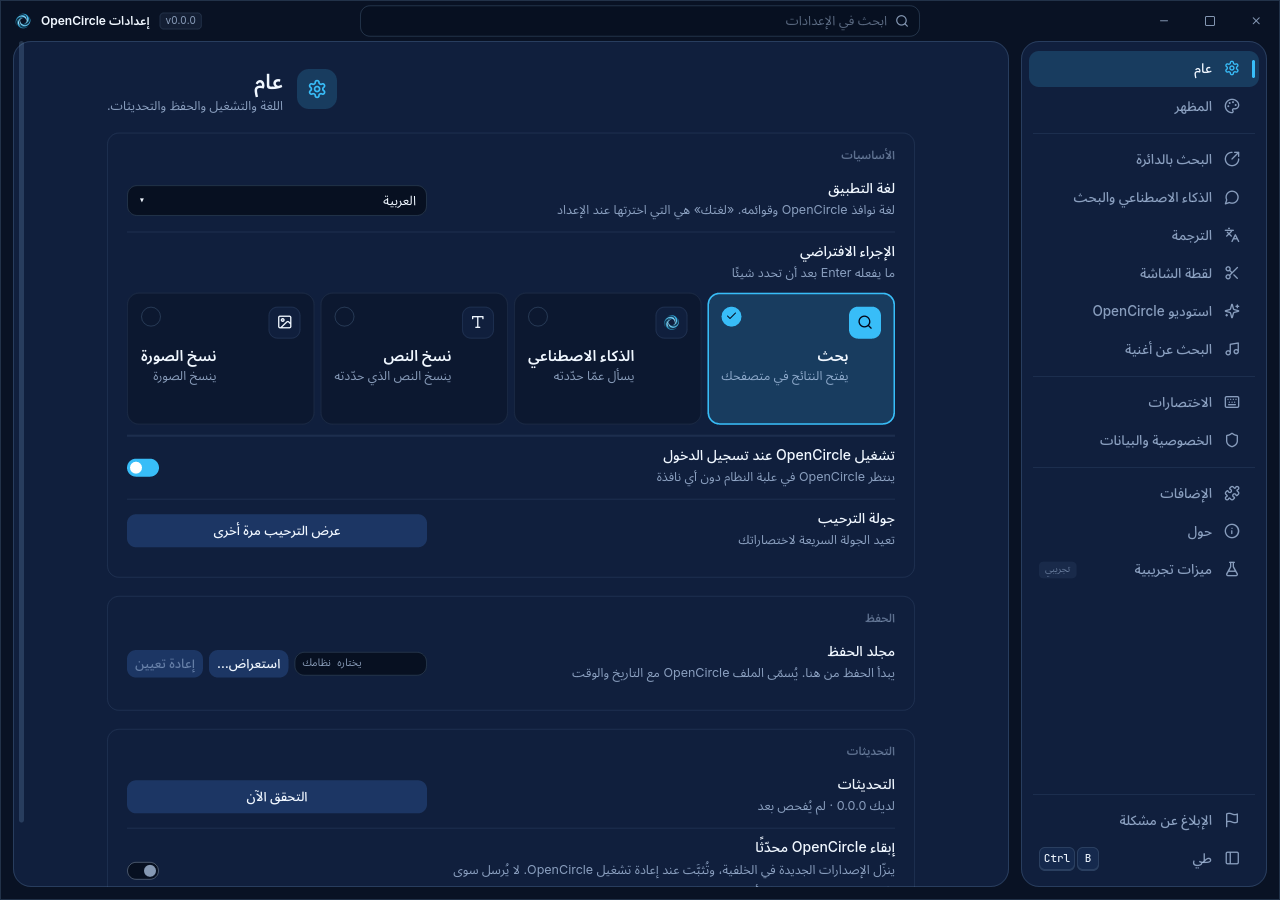 إعدادات OpenCircle
v0.0.0
ابحث في الإعدادات
عام
المظهر
البحث بالدائرة
الذكاء الاصطناعي والبحث
الترجمة
لقطة الشاشة
استوديو OpenCircle
البحث عن أغنية
الاختصارات
الخصوصية والبيانات
الإضافات
حول
ميزات تجريبية
تجريبي
الإبلاغ عن مشكلة
طي
Ctrl B
عام
اللغة والتشغيل والحفظ والتحديثات.
الأساسيات
لغة التطبيق
لغة نوافذ OpenCircle وقوائمه. «لغتك» هي التي اخترتها عند الإعداد
العربية
الإجراء الافتراضي
ما يفعله Enter بعد أن تحدد شيئًا
بحث
يفتح النتائج في متصفحك
الذكاء الاصطناعي
يسأل عمّا حدّدته
نسخ النص
ينسخ النص الذي حدّدته
نسخ الصورة
ينسخ الصورة
تشغيل OpenCircle عند تسجيل الدخول
ينتظر OpenCircle في علبة النظام دون أي نافذة
جولة الترحيب
تعيد الجولة السريعة لاختصاراتك
عرض الترحيب مرة أخرى
الحفظ
مجلد الحفظ
يبدأ الحفظ من هنا. يُسمّى الملف OpenCircle مع التاريخ والوقت
يختاره نظامك
استعراض...
إعادة تعيين
التحديثات
التحديثات
لديك 0.0.0 · لم يُفحص بعد
التحقق الآن
إبقاء OpenCircle محدّثًا
ينزّل الإصدارات الجديدة في الخلفية، وتُثبَّت عند إعادة تشغيل OpenCircle. لا يُرسل سوى